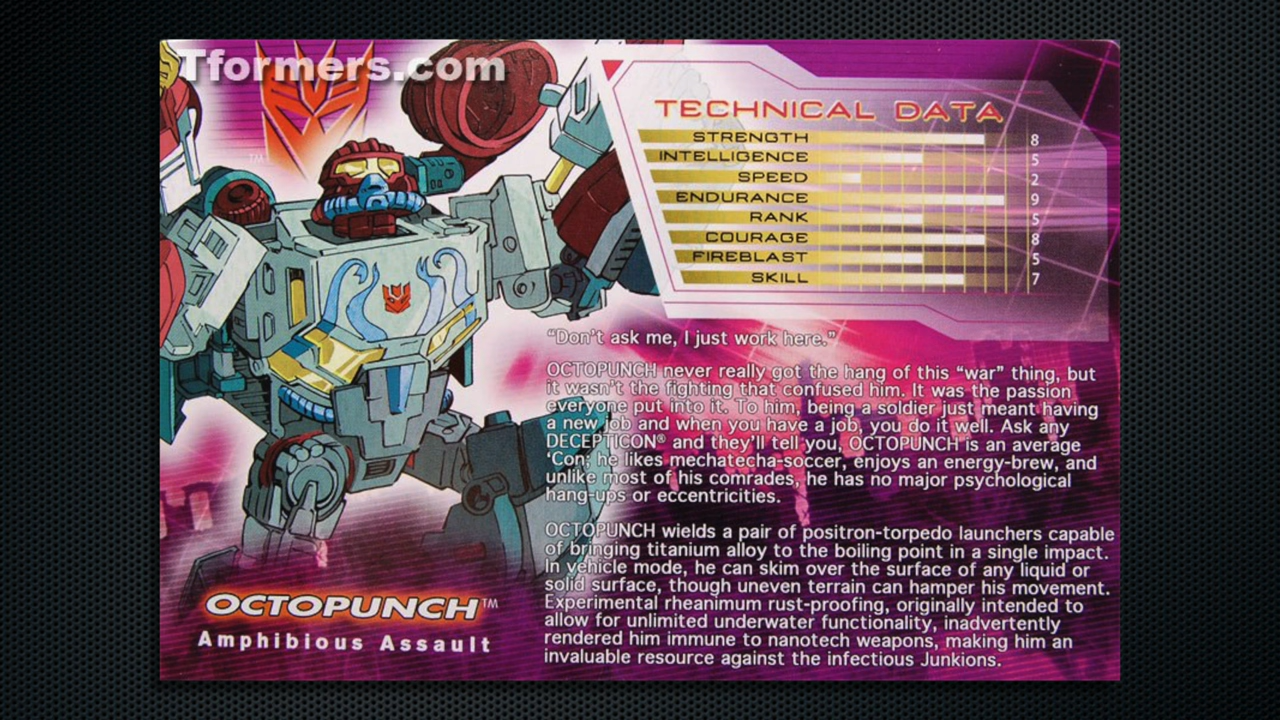 Tformers.com
TM
TECHNICAL DATA
STRENGTH 8
INTELLIGENCE 5
SPEED 2
ENDURANCE 9
RANK 5
COURAGE 8
FIREBLAST 5
SKILL 7
“Don’t ask me, I just work here.”
OCTOPUNCH never really got the hang of this “war” thing, but
it wasn’t the fighting that confused him. It was the passion
everyone put into it. To him, being a soldier just meant having
a new job and when you have a job, you do it well. Ask any
DECEPTICON® and they’ll tell you, OCTOPUNCH is an average
‘Con; he likes mechatecha-soccer, enjoys an energy-brew, and
unlike most of his comrades, he has no major psychological
hang-ups or eccentricities.
OCTOPUNCH wields a pair of positron-torpedo launchers capable
of bringing titanium alloy to the boiling point in a single impact.
In vehicle mode, he can skim over the surface of any liquid or
solid surface, though uneven terrain can hamper his movement.
Experimental rheanimum rust-proofing, originally intended to
allow for unlimited underwater functionality, inadvertently
rendered him immune to nanotech weapons, making him an
invaluable resource against the infectious Junkions.
OCTOPUNCH™
Amphibious Assault